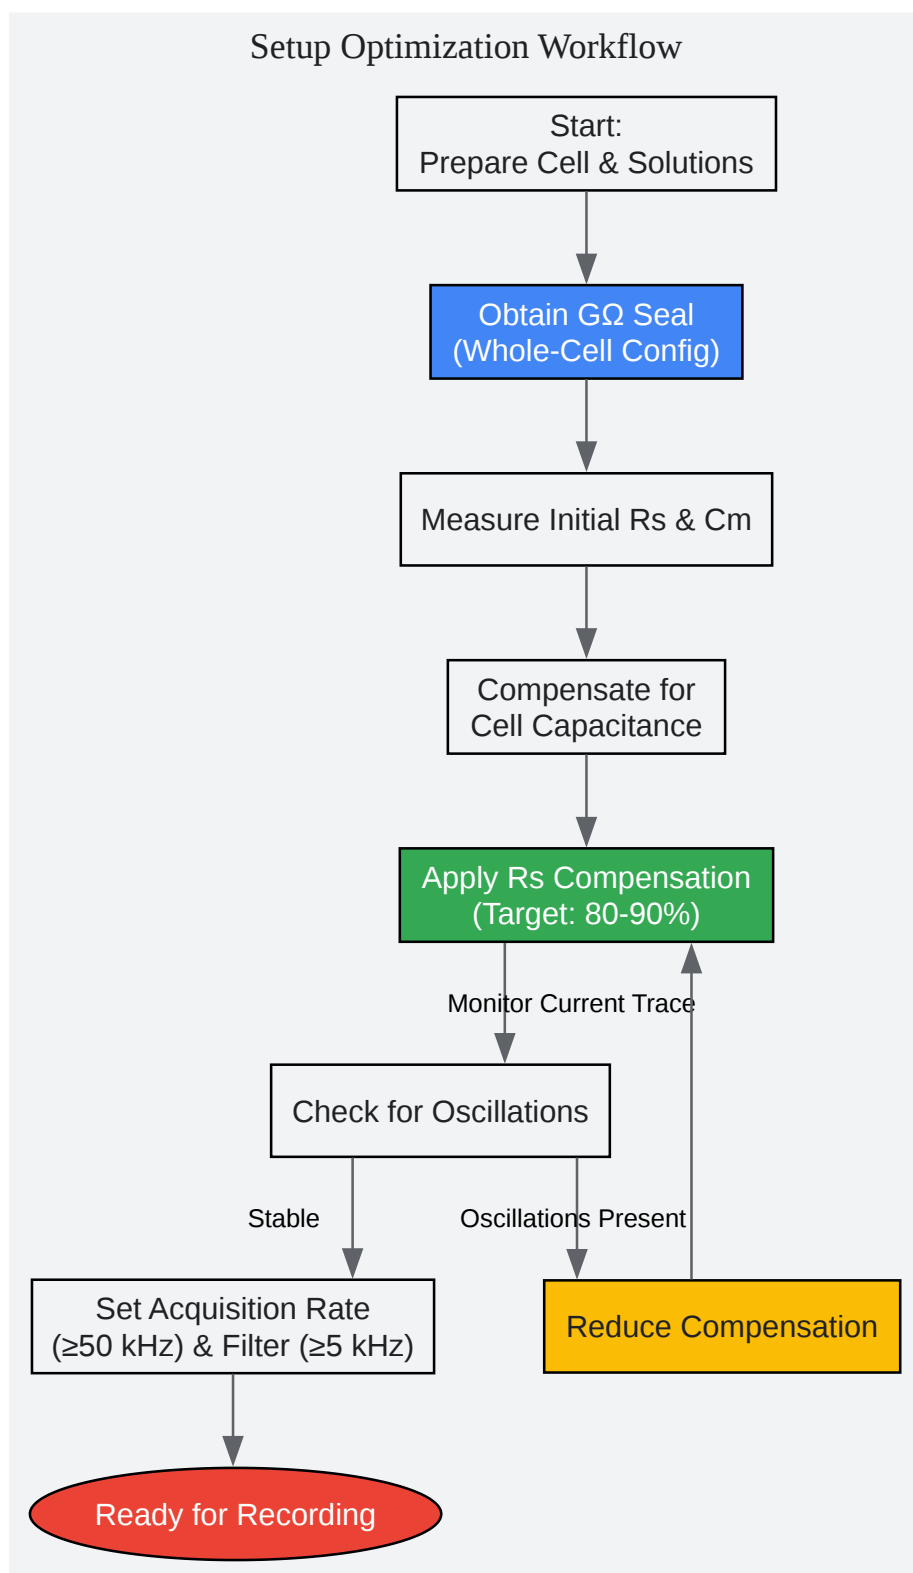 Setup Optimization Workflow
Start:
Prepare Cell & Solutions
Obtain GΩ Seal
(Whole-Cell Config)
Measure Initial Rs & Cm
Compensate for
Cell Capacitance
Apply Rs Compensation
(Target: 80-90%)
Monitor Current Trace
Check for Oscillations
Stable
Oscillations Present
Set Acquisition Rate
(≥50 kHz) & Filter (≥5 kHz)
Reduce Compensation
Ready for Recording